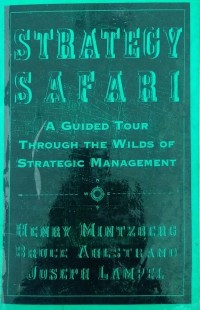 STRATEGY
SAFARI
A GUIDED TOUR
THROUGH THE WILDS OF
STRATEGIC MANAGEMENT
HENRY MINTZBERG
BRUCE AHLSTRAND
JOSEPH LAMPEL